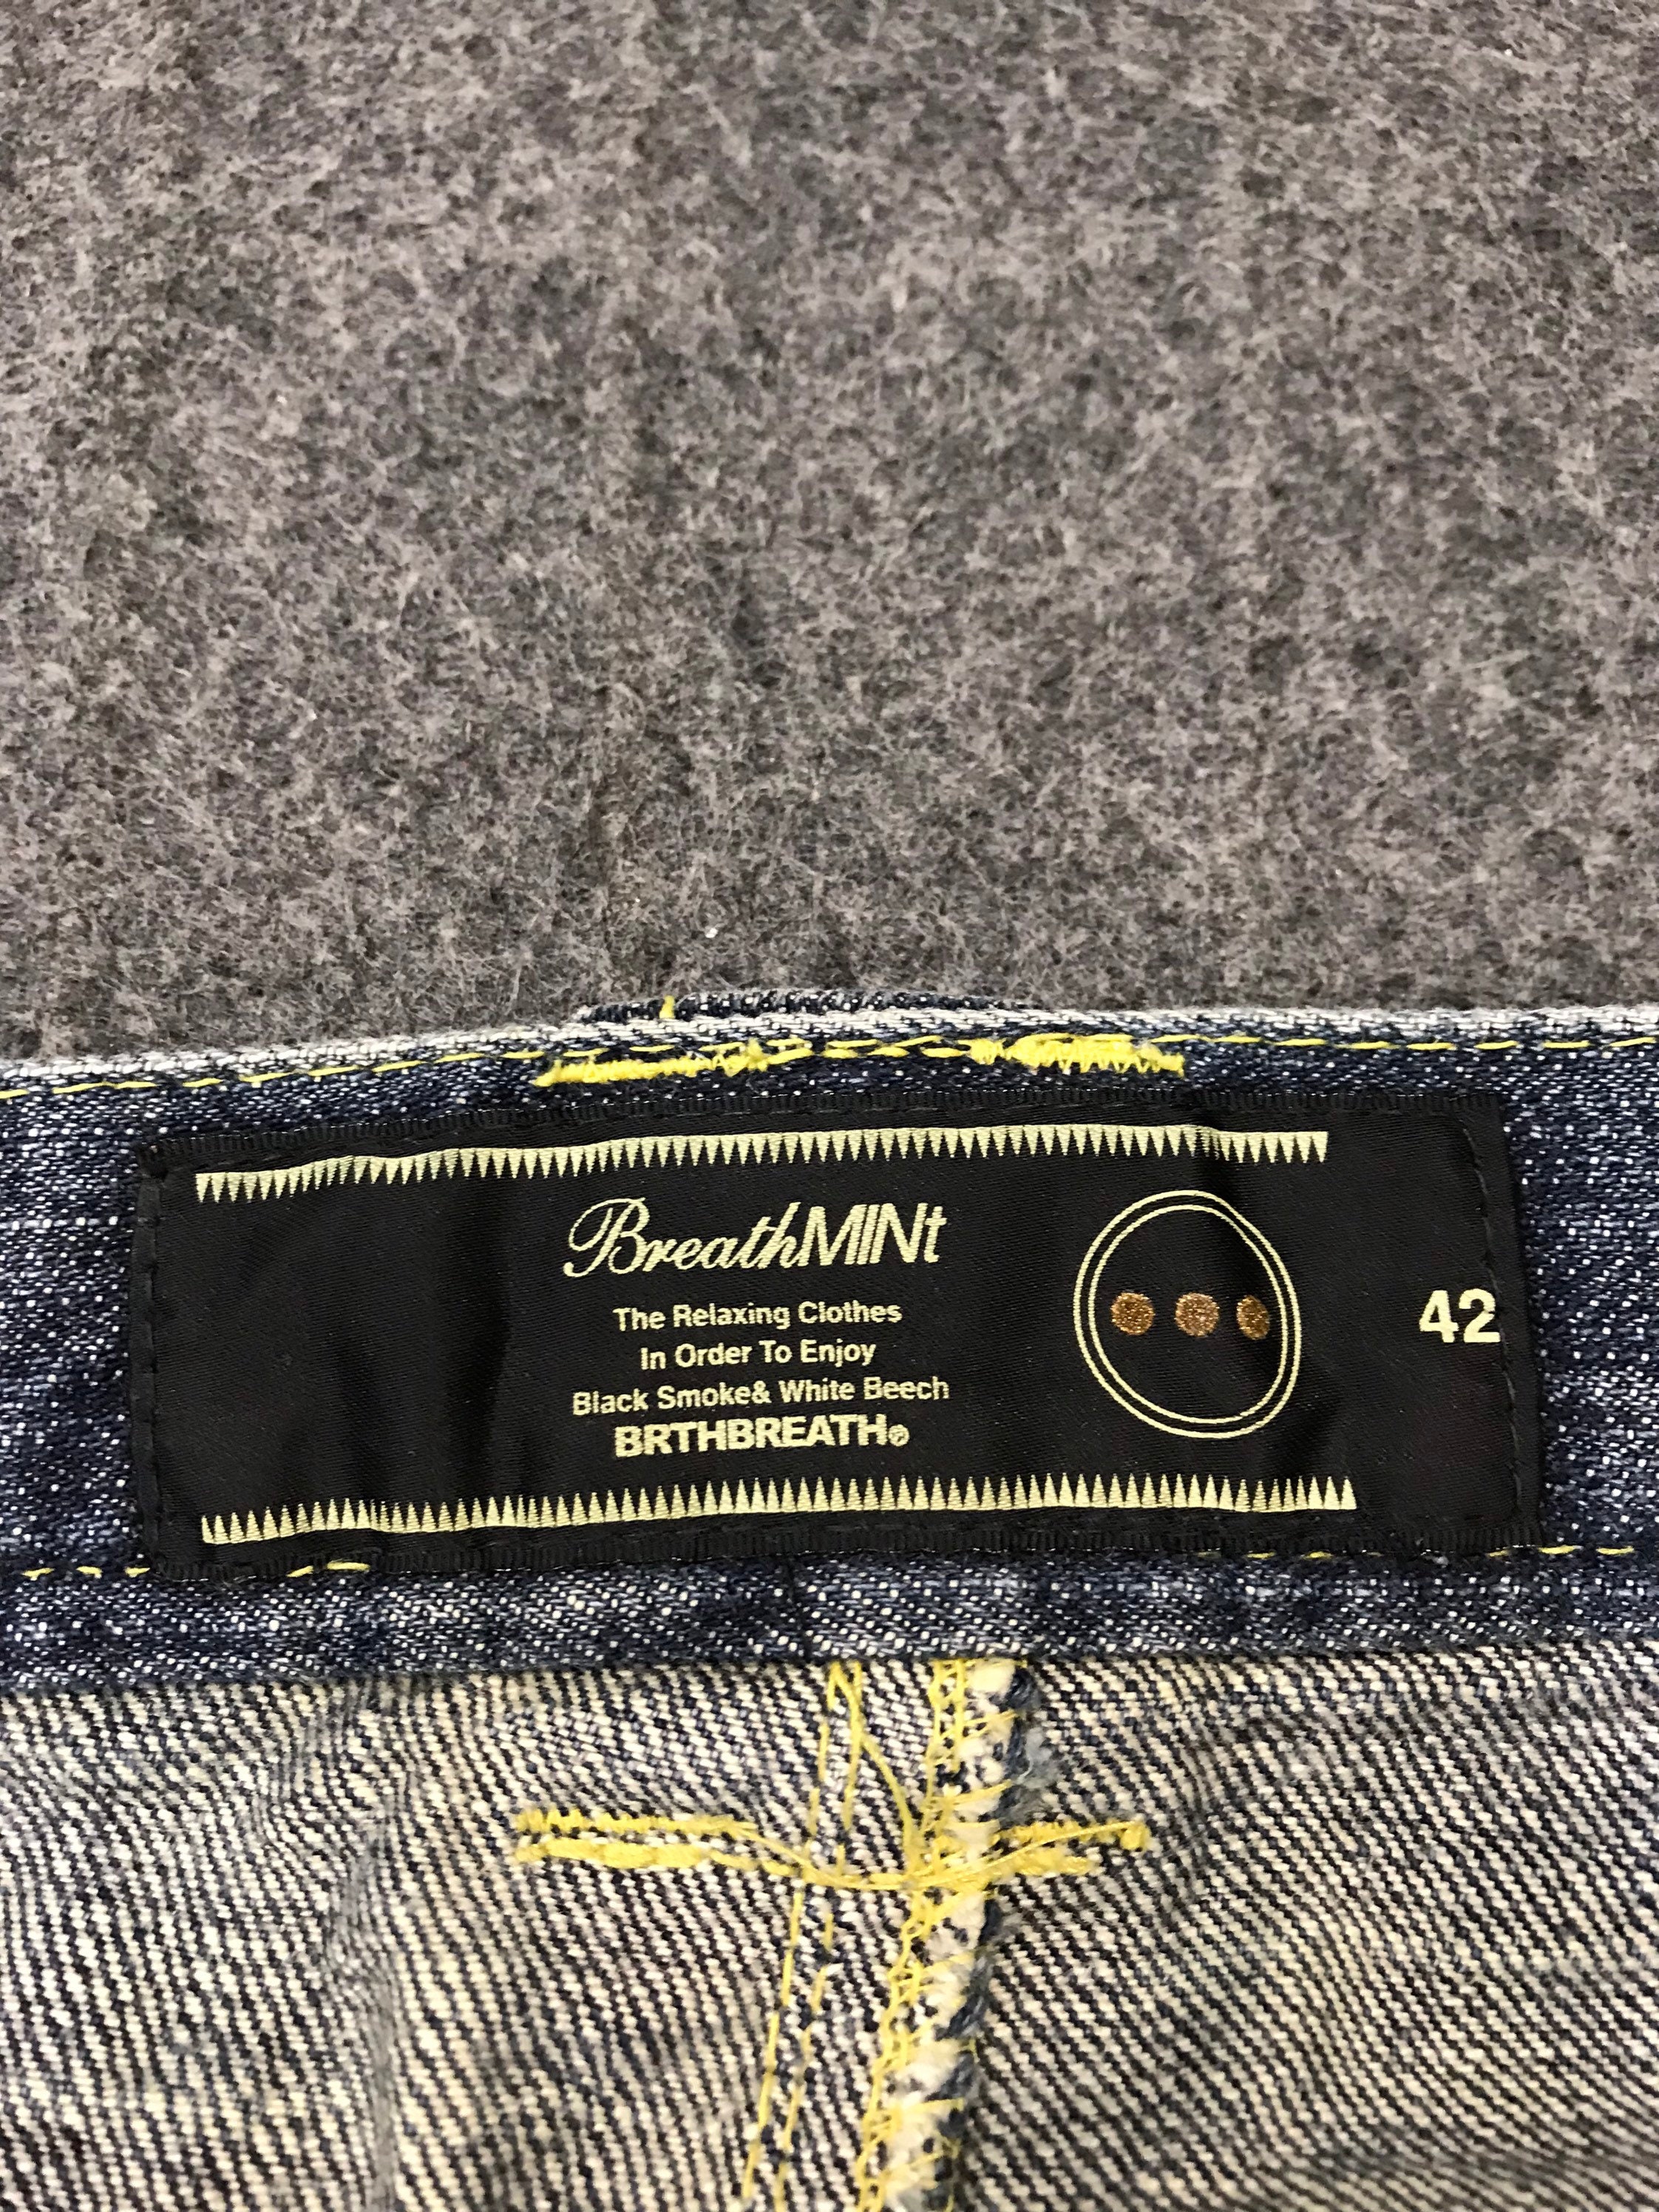 BreathMINt
The Relaxing Clothes
In Order To Enjoy
Black Smoke& White Beech
BRTHBREATH®
42